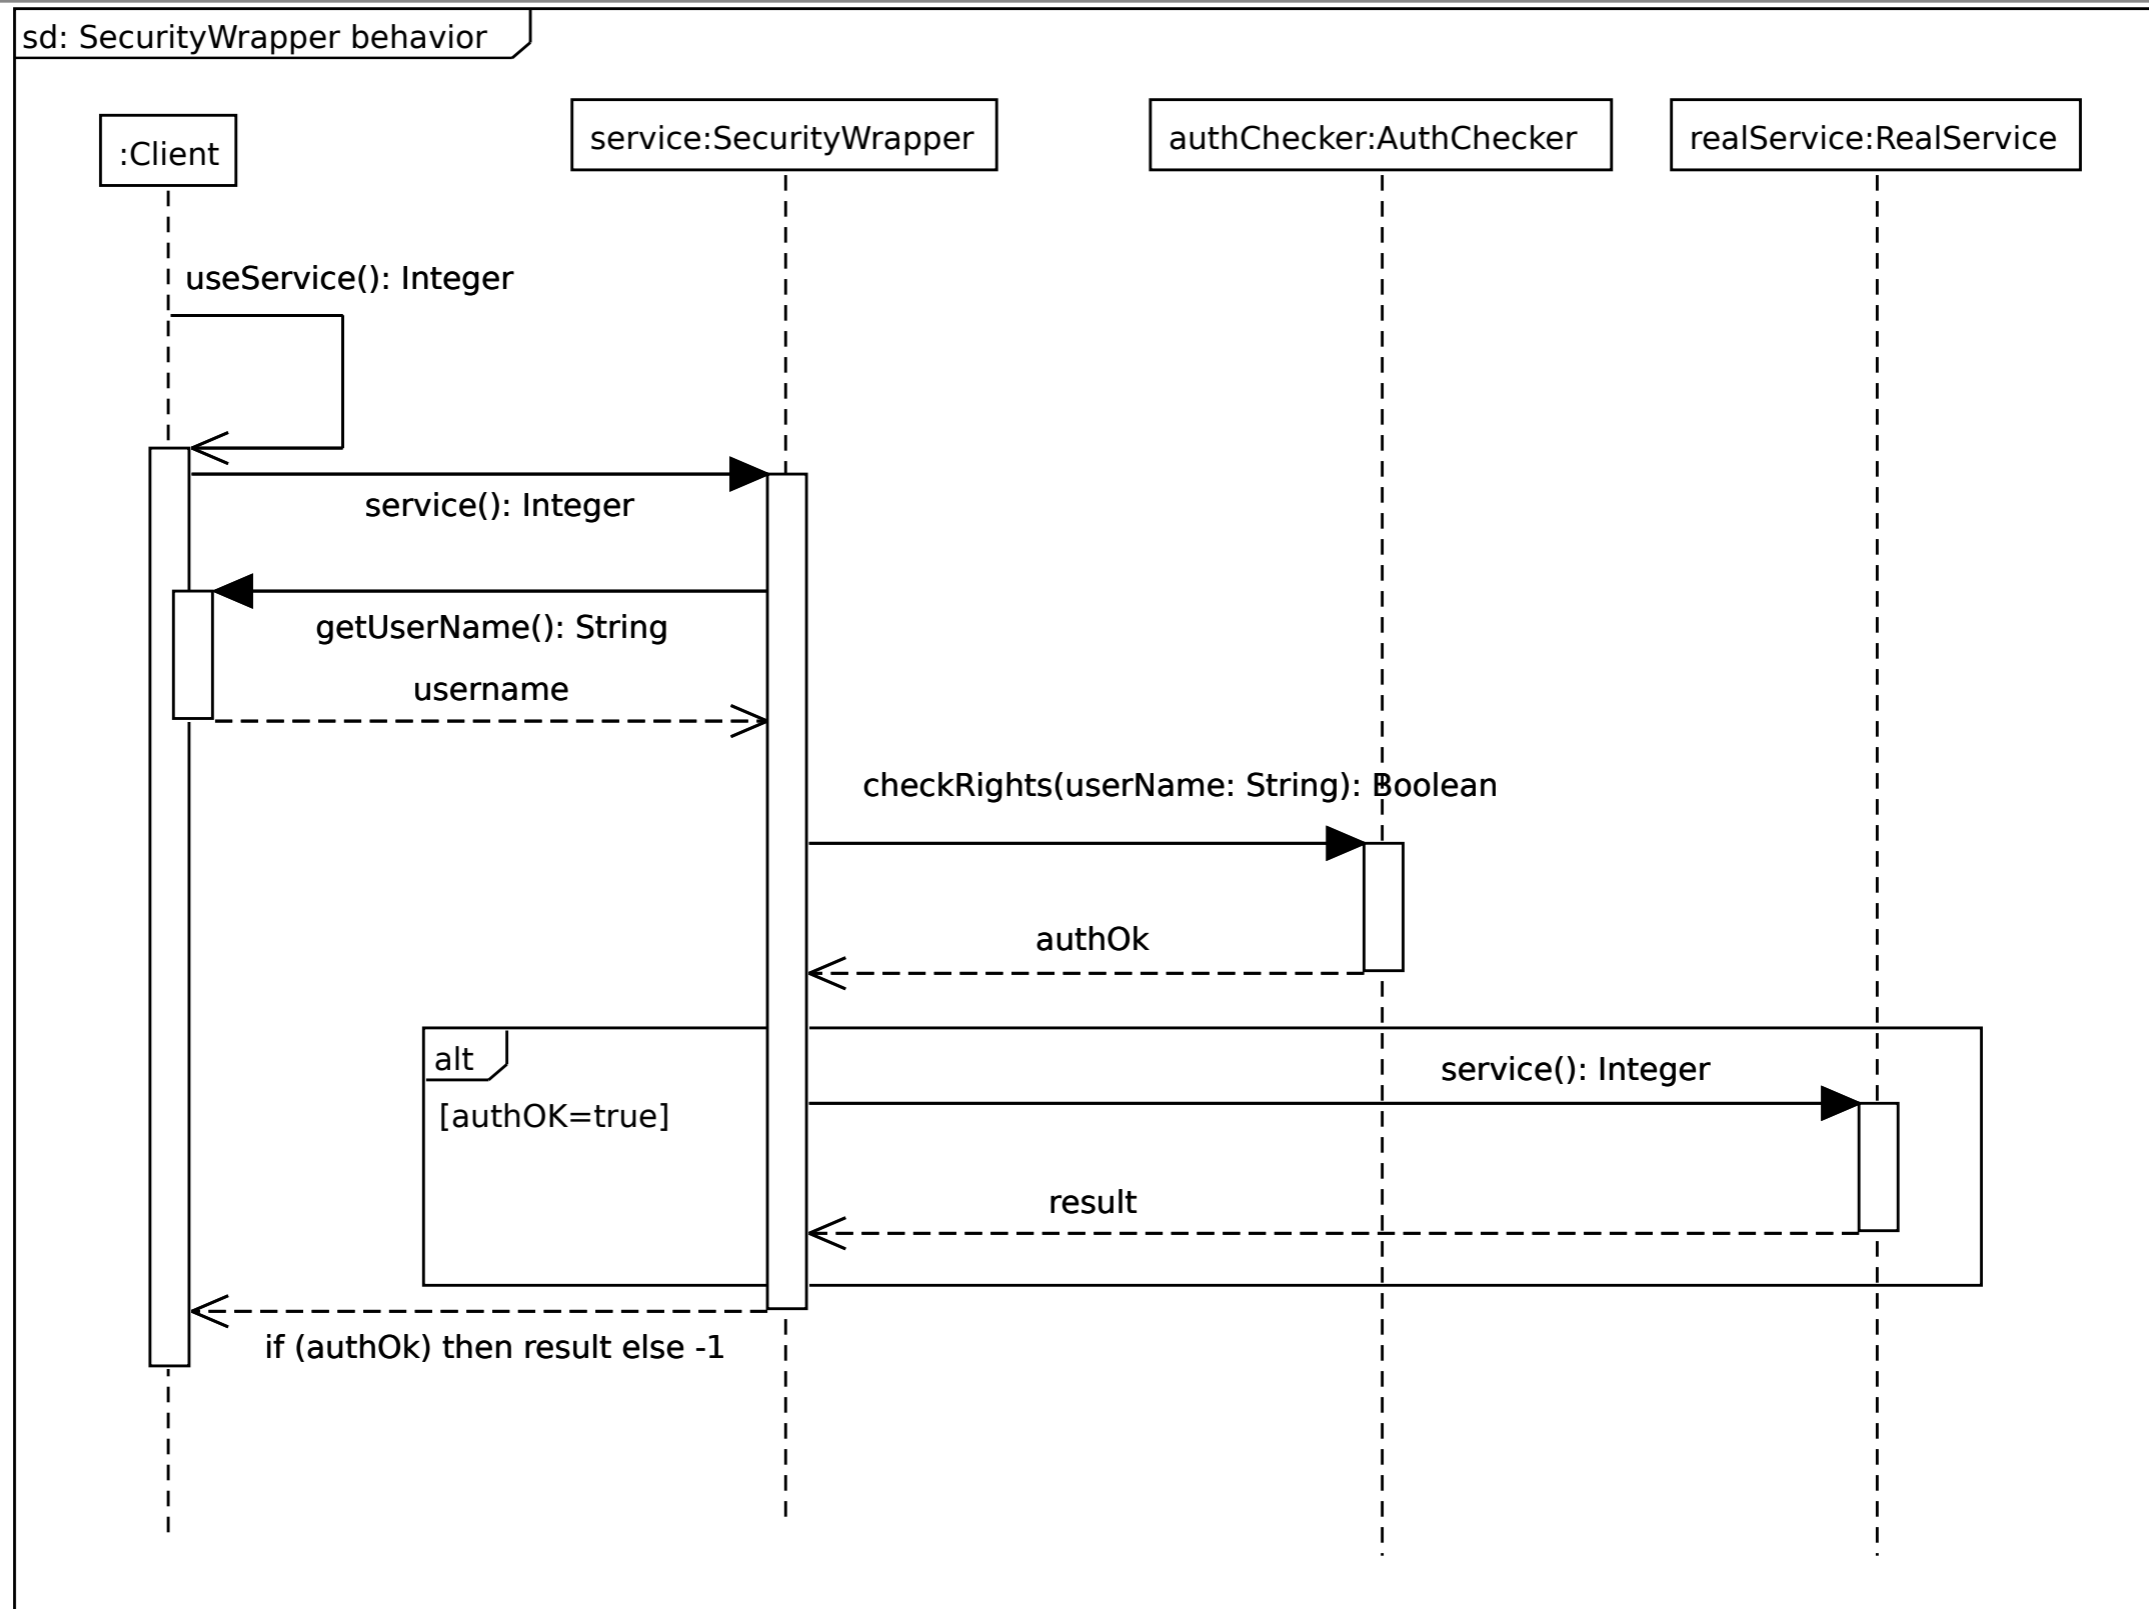 sd: SecurityWrapper behavior
:Client
service:SecurityWrapper
authChecker:AuthChecker
realService:RealService
useService(): Integer
service(): Integer
getUserName(): String
username
checkRights(userName: String): Boolean
authOk
alt
service(): Integer
[authOK=true]
result
if (authOk) then result else -1